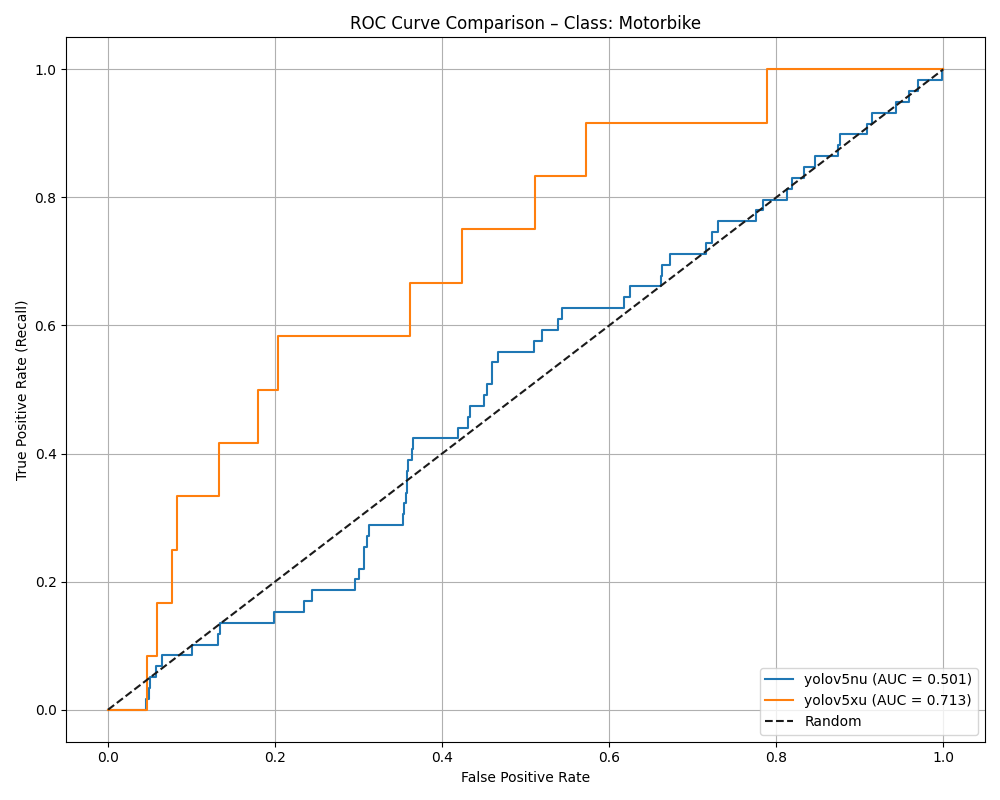 ROC Curve Comparison – Class: Motorbike
True Positive Rate (Recall)
1.0
0.8
0.6
0.4
0.2
0.0
0.0 0.2 0.4 0.6 0.8 1.0
False Positive Rate
yolov5nu (AUC = 0.501)
yolov5xu (AUC = 0.713)
Random